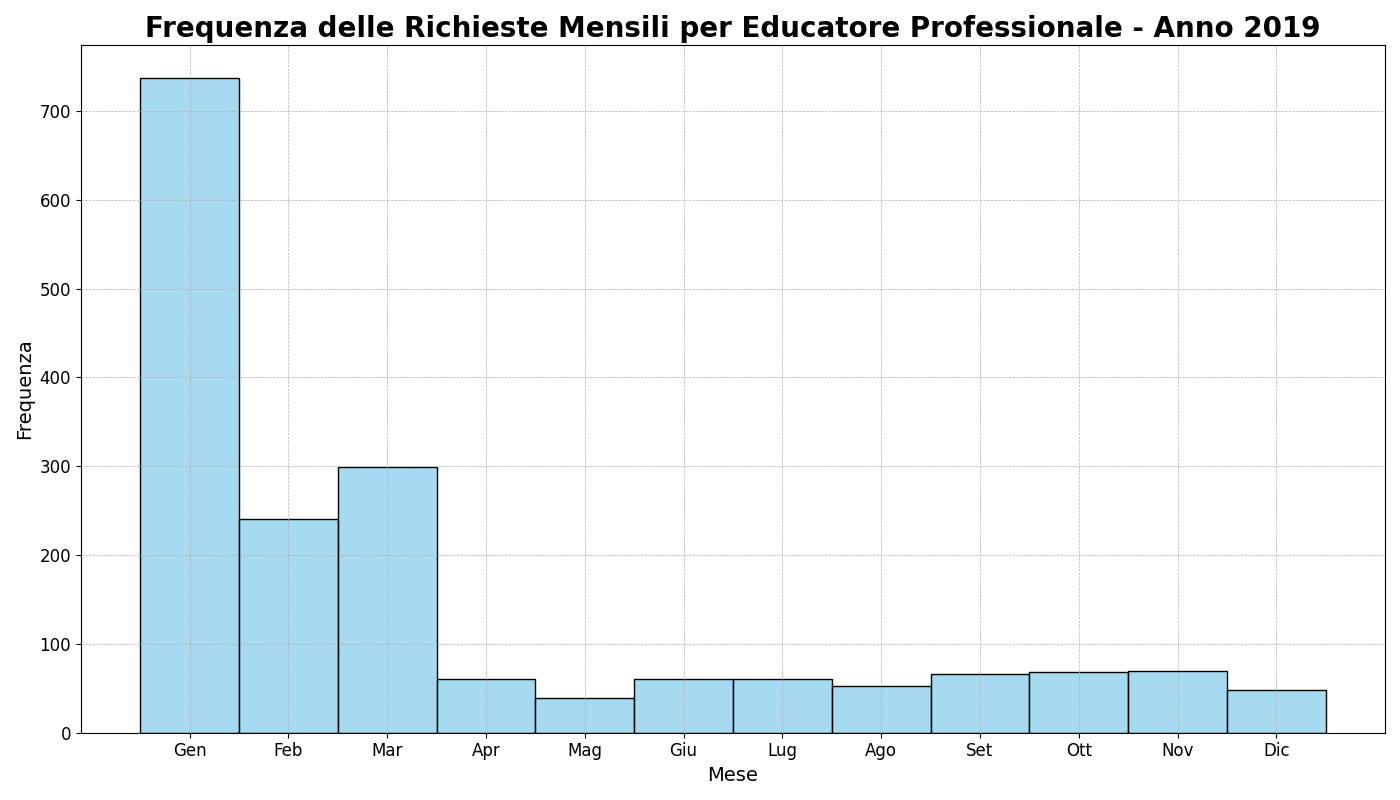 Frequenza delle Richieste Mensili per Educatore Professionale - Anno 2019
Frequenza
700
600
500
400
300
200
100
0
Gen Feb Mar Apr Mag Giu Lug Ago Set Ott Nov Dic
Mese